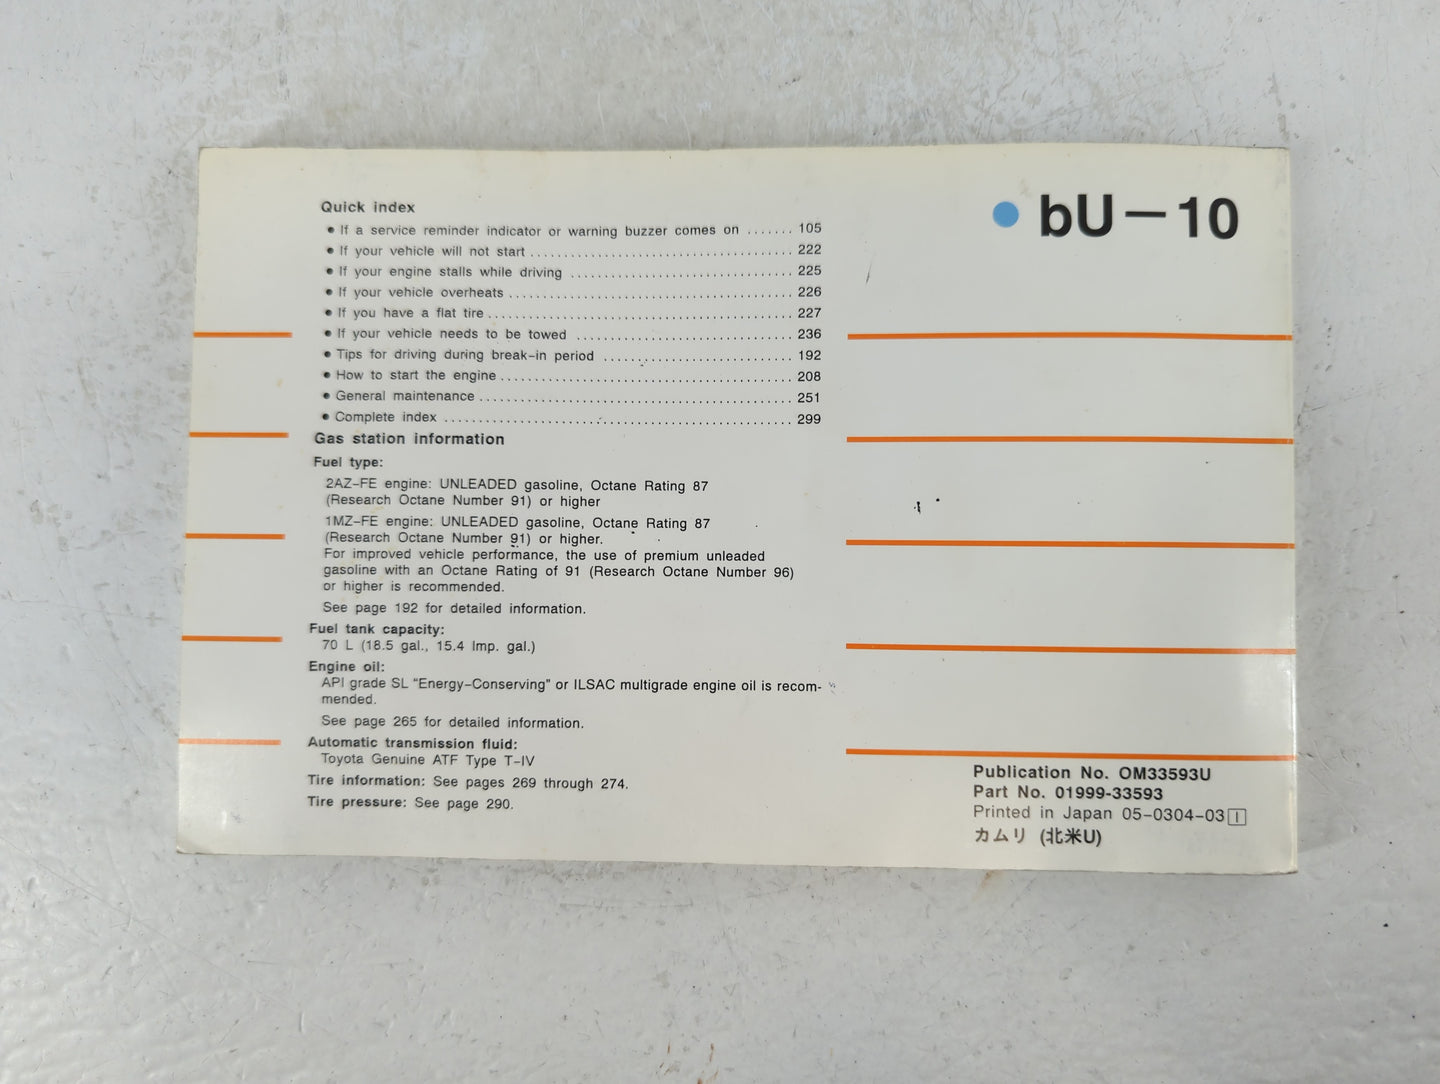 Quick index
● If a service reminder indicator or warning buzzer comes on ....... 105
● If your vehicle will not start ....................................... 222
● If your engine stalls while driving ................................. 225
● If your vehicle overheats .......................................... 226
● If you have a flat tire ............................................. 227
● If your vehicle needs to be towed ................................ 236
● Tips for driving during break-in period ............................ 192
● How to start the engine ........................................... 208
● General maintenance .............................................. 251
● Complete index .................................................... 299
Gas station information
Fuel type:
2AZ-FE engine: UNLEADED gasoline, Octane Rating 87
(Research Octane Number 91) or higher
1MZ-FE engine: UNLEADED gasoline, Octane Rating 87
(Research Octane Number 91) or higher.
For improved vehicle performance, the use of premium unleaded
gasoline with an Octane Rating of 91 (Research Octane Number 96)
or higher is recommended.
See page 192 for detailed information.
Fuel tank capacity:
70 L (18.5 gal., 15.4 Imp. gal.)
Engine oil:
API grade SL "Energy-Conserving" or ILSAC multigrade engine oil is recom-
mended.
See page 265 for detailed information.
Automatic transmission fluid:
Toyota Genuine ATF Type T-IV
Tire information: See pages 269 through 274.
Tire pressure: See page 290.
● bU-10
Publication No. OM33593U
Part No. 01999-33593
Printed in Japan 05-0304-03 I
カムリ (北米U)